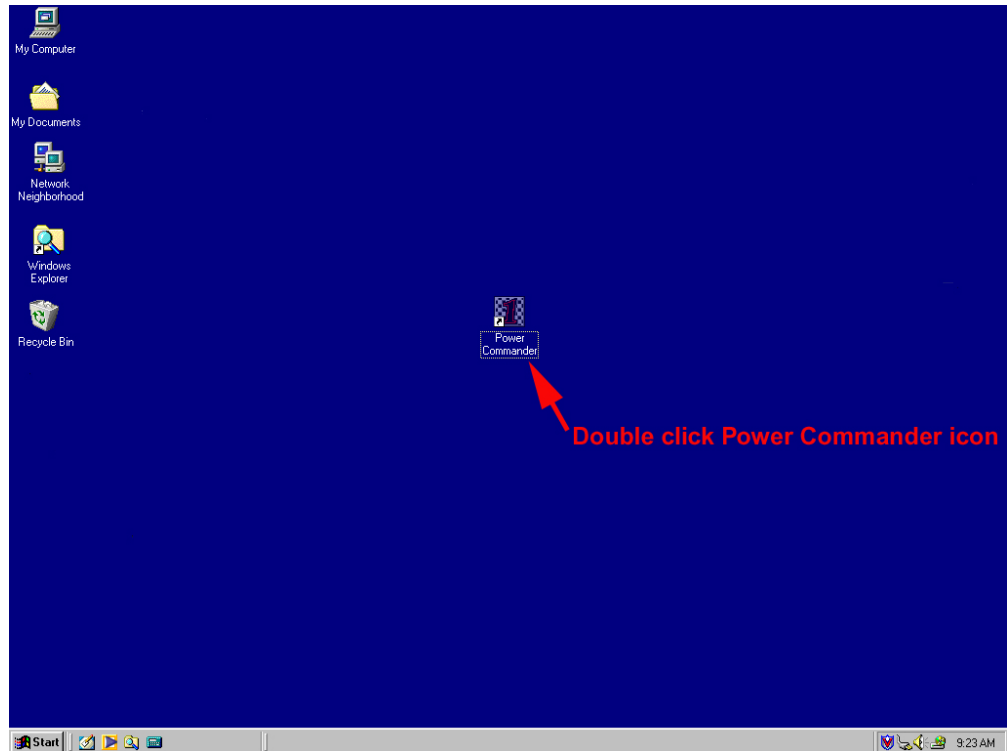 My Computer
My Documents
Network
Neighborhood
Windows
Explorer
Recycle Bin
1
Power
Commander
Double click Power Commander icon
Start
9:23 AM